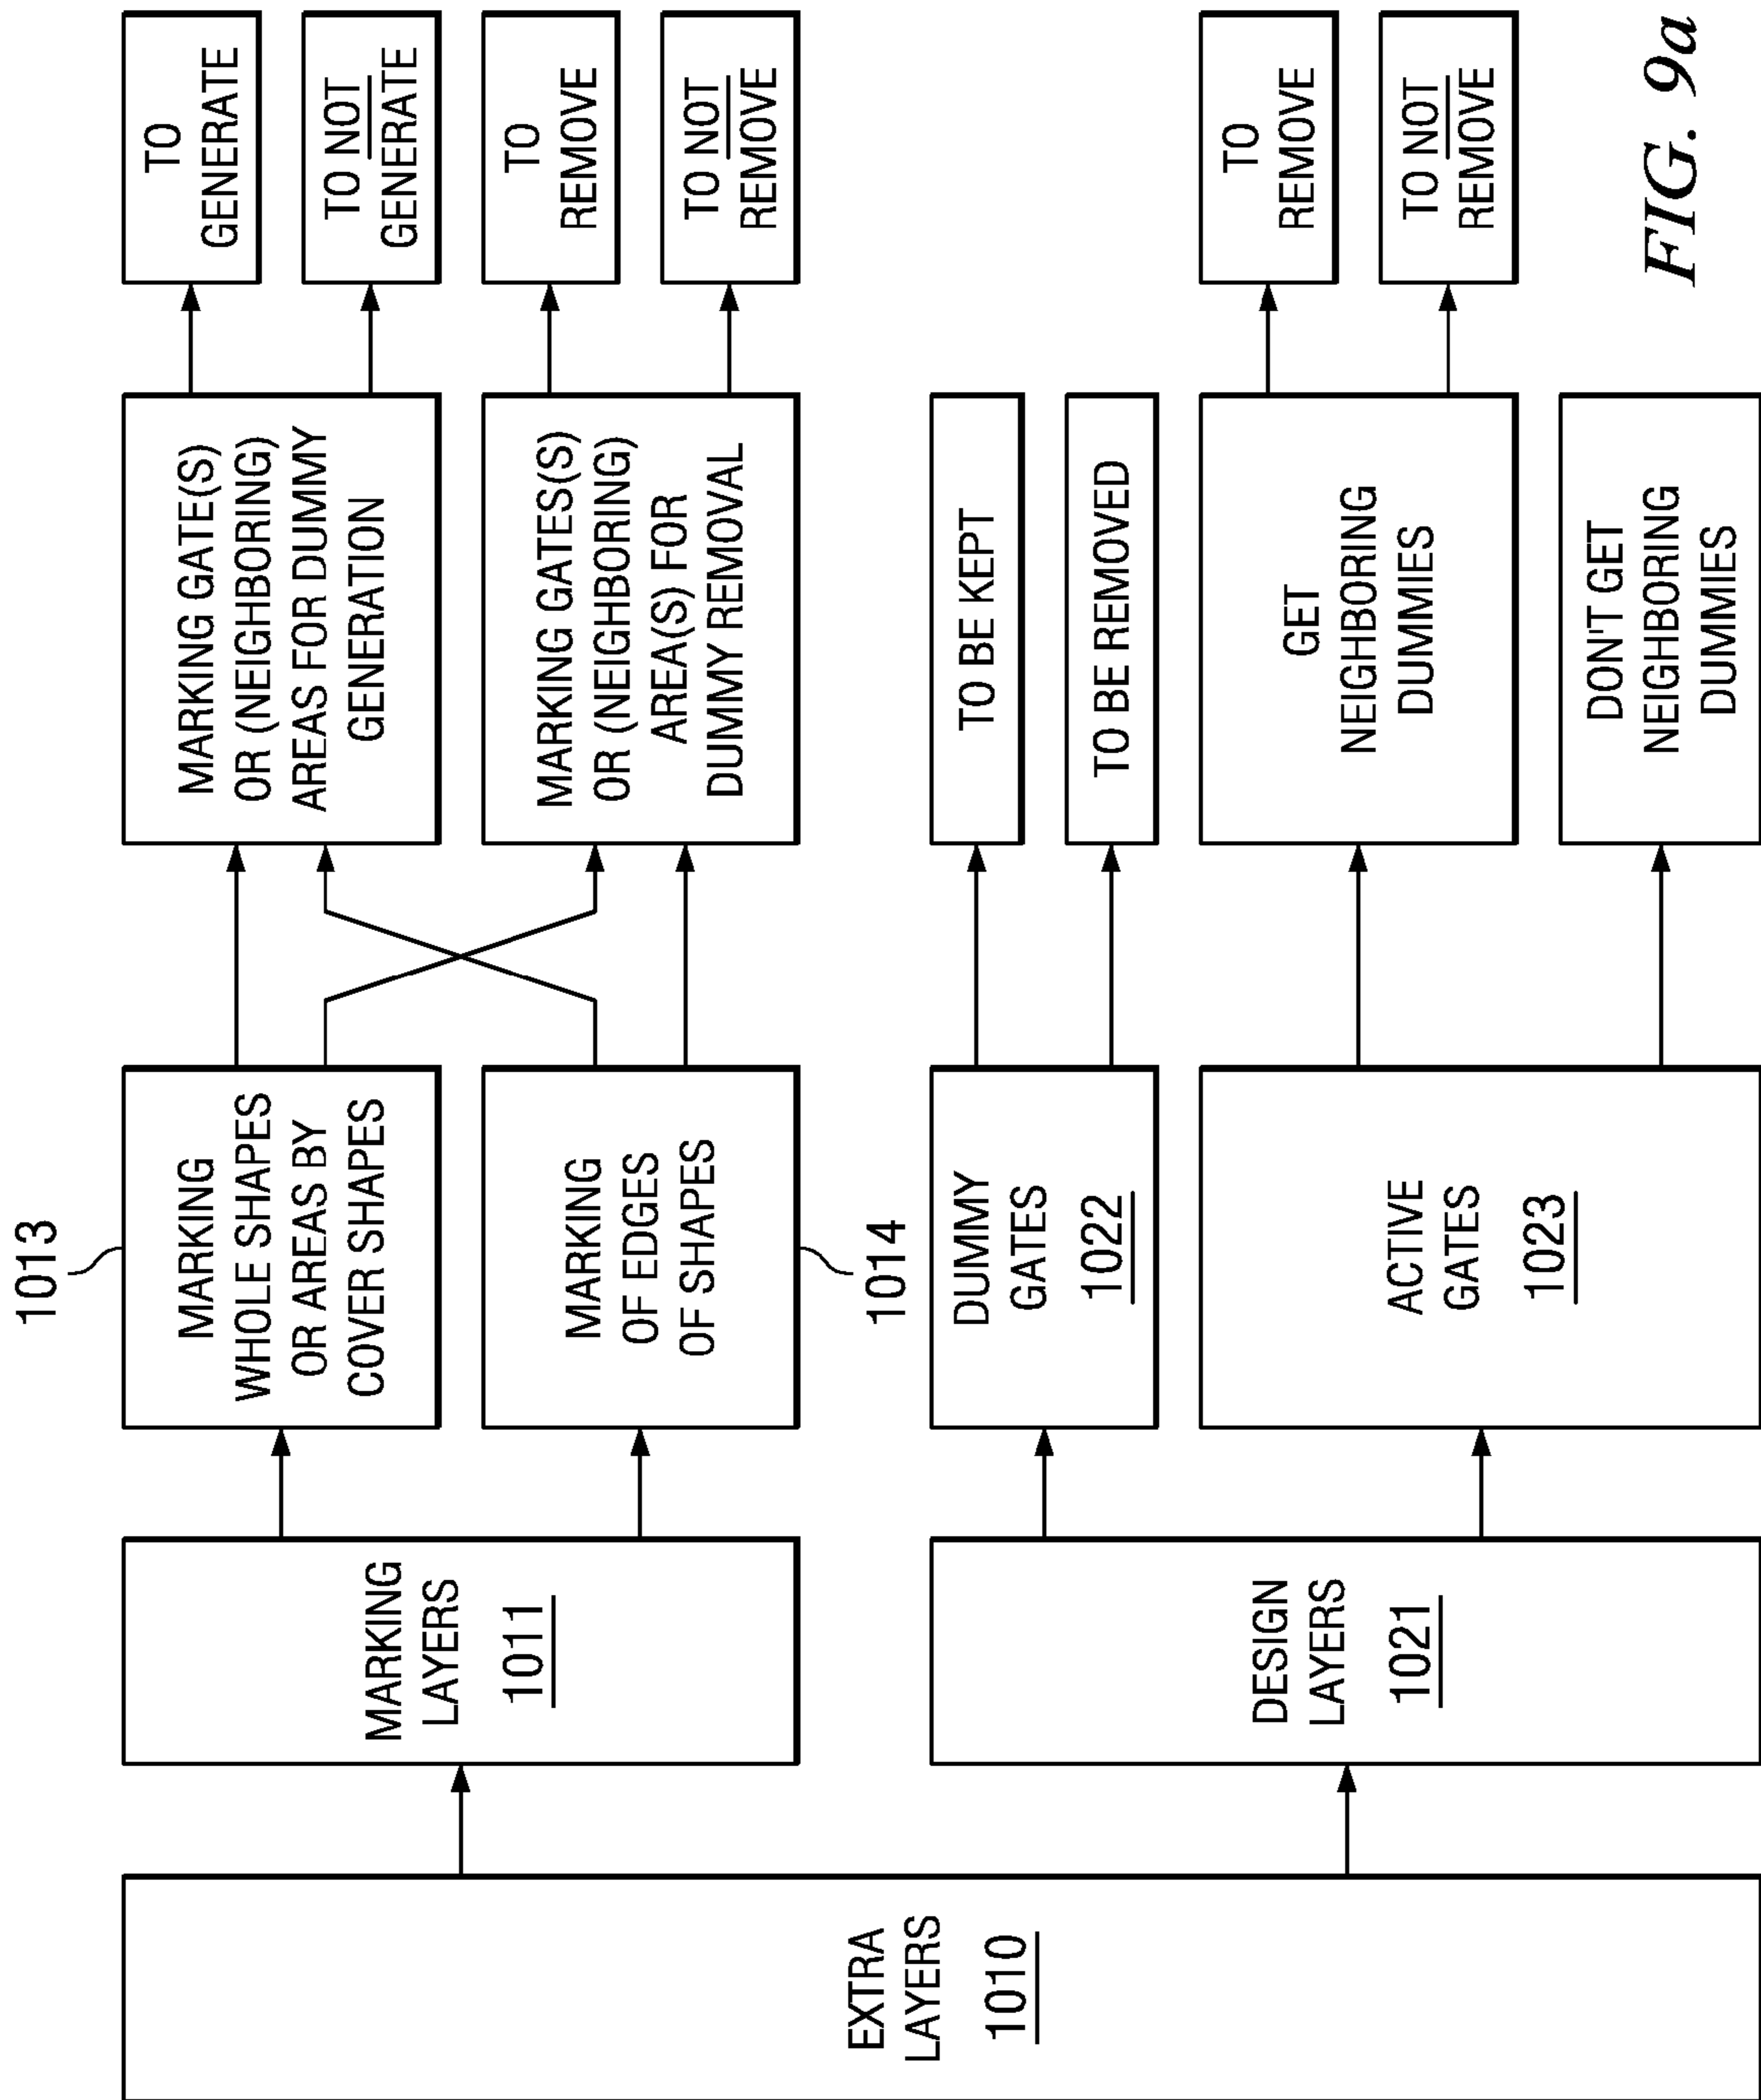 EXTRA
LAYERS
1010
MARKING
LAYERS
1011
DESIGN
LAYERS
1021
1013
MARKING
WHOLE SHAPES
OR AREAS BY
COVER SHAPES
MARKING
OF EDGES
OF SHAPES
1014
DUMMY
GATES
1022
ACTIVE
GATES
1023
MARKING GATE(S)
OR (NEIGHBORING)
AREAS FOR DUMMY
GENERATION
MARKING GATES(S)
OR (NEIGHBORING)
AREA(S) FOR
DUMMY REMOVAL
TO BE KEPT
TO BE REMOVED
GET
NEIGHBORING
DUMMIES
DON'T GET
NEIGHBORING
DUMMIES
TO
GENERATE
TO NOT
GENERATE
TO
REMOVE
TO NOT
REMOVE
TO
REMOVE
TO NOT
REMOVE
FIG. 9a